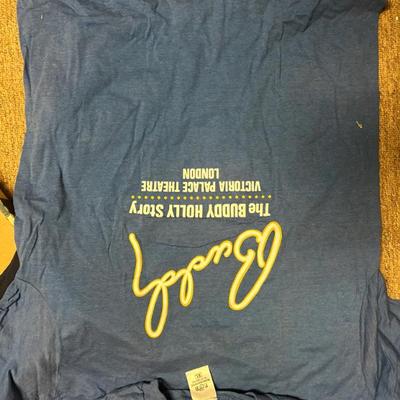 Buddy
The BUDDY HOLLY Story
VICTORIA PALACE THEATRE
LONDON